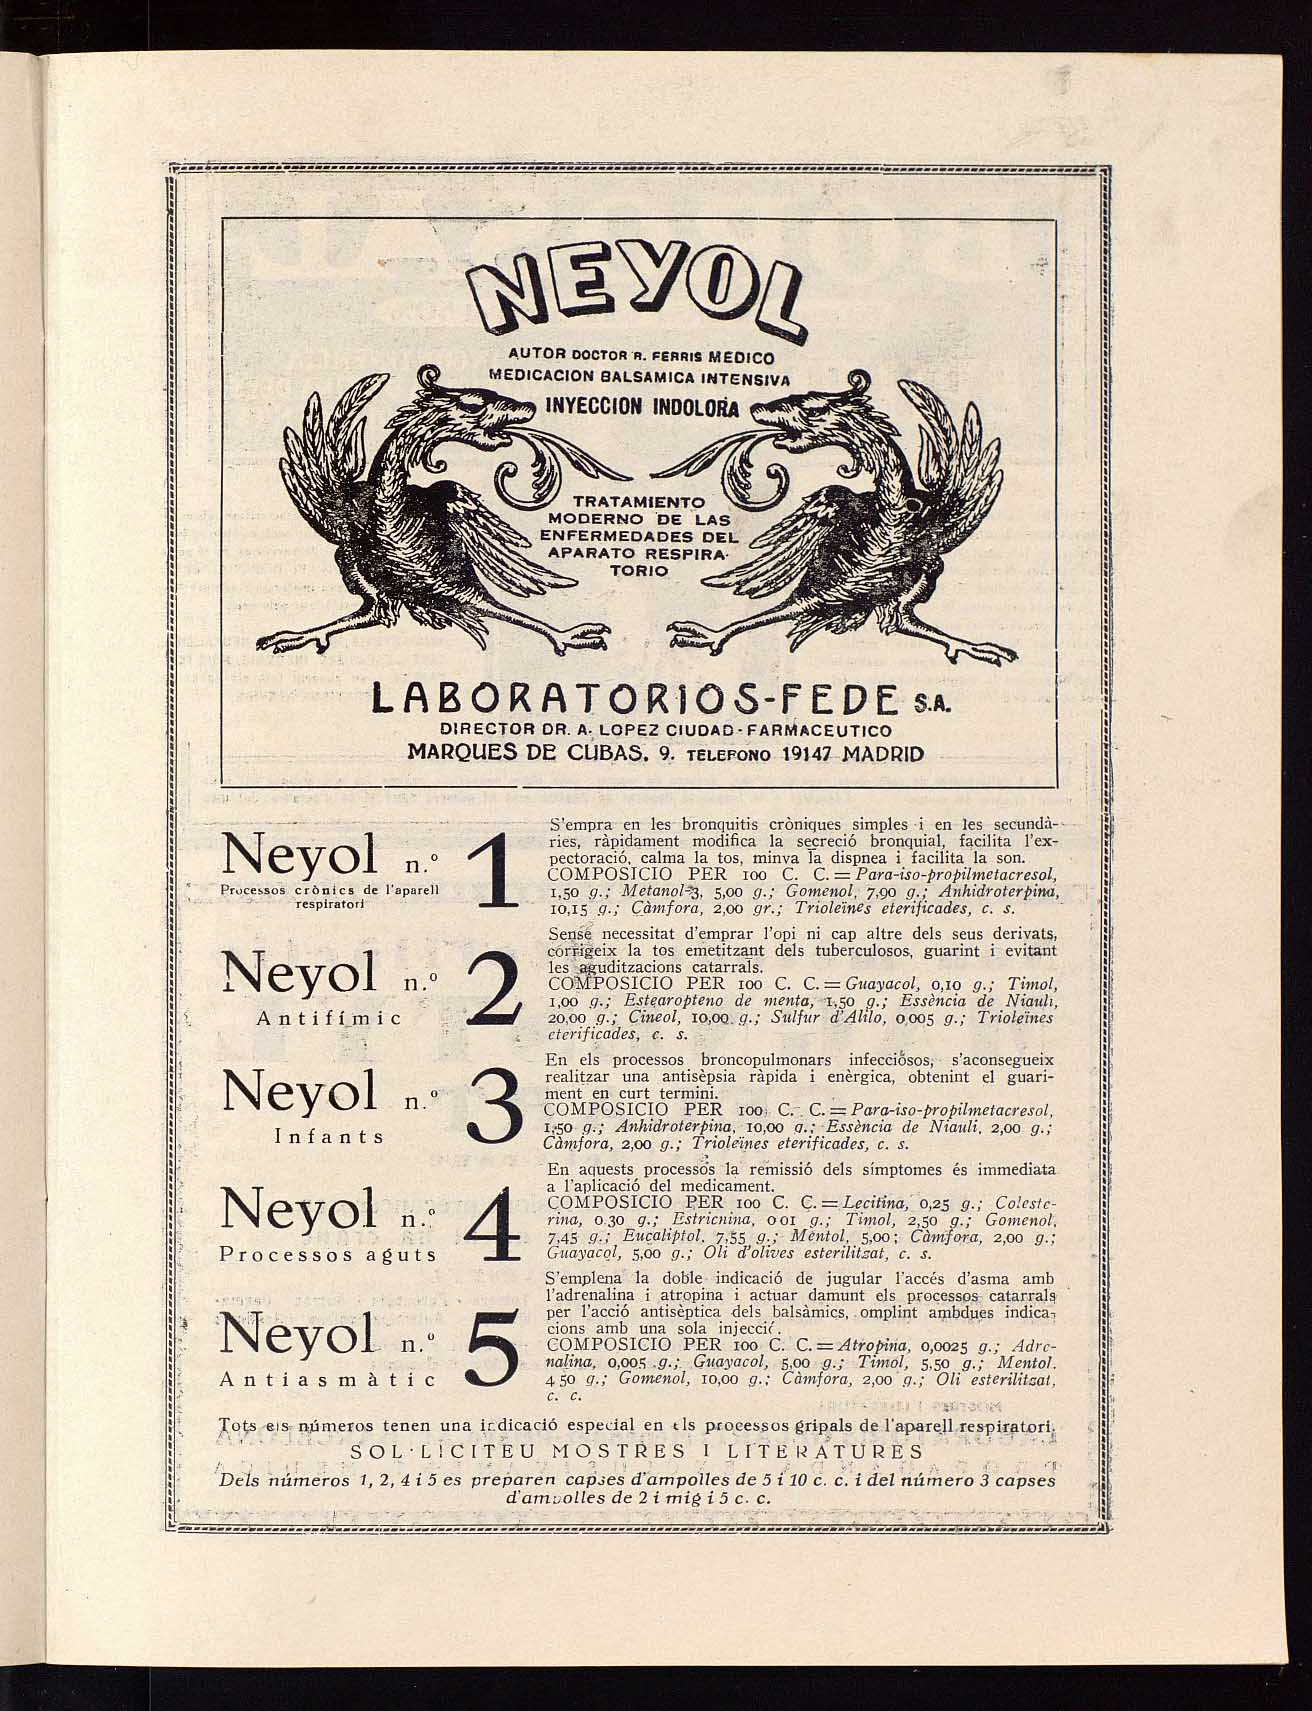 NEYOL
AUTOR DOCTOR R. FERRIS MEDICO
MEDICACION BALSAMICA INTENSIVA
INYECCION INDOLORA
TRATAMIENTO
MODERNO DE LAS
ENFERMEDADES DEL
APARATO RESPIRA-
TORIO
LABORATORIOS-FEDE S.A.
DIRECTOR DR. A. LOPEZ CIUDAD-FARMACEUTICO
MARQUES DE CUBAS, 9. TELEFONO 19147 MADRID
Neyol n.º 1
Processos crònics de l'aparell
respiratori
S'empra en les bronquitis cròniques simples i en les secundà-
ries, ràpidament modifica la secreció bronquial, facilita l'ex-
pectoració, calma la tos, minva la dispnea i facilita la son.
COMPOSICIO PER 100 C. C. = Para-iso-propilmetacresol,
1,50 g.; Metanol-3, 5,00 g.; Gomenol, 7,90 g.; Anhidroterpina,
10,15 g.; Càmfora, 2,00 gr.; Trioleïnes eterificades, c. s.
Neyol n.º 2
Antifímic
Sense necessitat d'emprar l'opi ni cap altre dels seus derivats,
corrigeix la tos emetitzant dels tuberculosos, guarint i evitant
les aguditzacions catarrals.
COMPOSICIO PER 100 C. C. = Guayacol, 0,10 g.; Timol,
1,00 g.; Estearopteno de menta, 1,50 g.; Essència de Niauli,
20,00 g.; Cineol, 10,00 g.; Sulfur d'Alilo, 0,005 g.; Trioleïnes
eterificades, c. s.
Neyol n.º 3
Infants
En els processos broncopulmonars infecciosos, s'aconsegueix
realitzar una antisèpsia ràpida i enèrgica, obtenint el guari-
ment en curt termini.
COMPOSICIO PER 100 C. C. = Para-iso-propilmetacresol,
1,50 g.; Anhidroterpina, 10,00 g.; Essència de Niauli, 2,00 g.;
Càmfora, 2,00 g.; Trioleïnes eterificades, c. s.
Neyol n.º 4
Processos aguts
En aquests processos la remissió dels símptomes és immediata
a l'aplicació del medicament.
COMPOSICIO PER 100 C. C. = Lecitina, 0,25 g.; Coleste-
rina, 0 30 g.; Estricnina, 0 01 g.; Timol, 2,50 g.; Gomenol,
7,45 g.; Eucaliptol, 7,55 g.; Mentol, 5,00; Càmfora, 2,00 g.;
Guayacol, 5,00 g.; Oli d'olives esterilitzat, c. s.
Neyol n.º 5
Antiasmàtic
S'emplena la doble indicació de jugular l'accés d'asma amb
l'adrenalina i atropina i actuar damunt els processos catarrals
per l'acció antisèptica dels balsàmics, omplint ambdues indica-
cions amb una sola injecció.
COMPOSICIO PER 100 C. C. = Atropina, 0,0025 g.; Adre-
nalina, 0,005 g.; Guayacol, 5,00 g.; Timol, 5,50 g.; Mentol.
4 50 g.; Gomenol, 10,00 g.; Càmfora, 2,00 g.; Oli esterilitzat,
c. c.
Tots els números tenen una indicació especial en els processos gripals de l'aparell respiratori.
SOL·LICITEU MOSTRES I LITERATURES
Dels números 1, 2, 4 i 5 es preparen capses d'ampolles de 5 i 10 c. c. i del número 3 capses
d'ampolles de 2 i mig i 5 c. c.